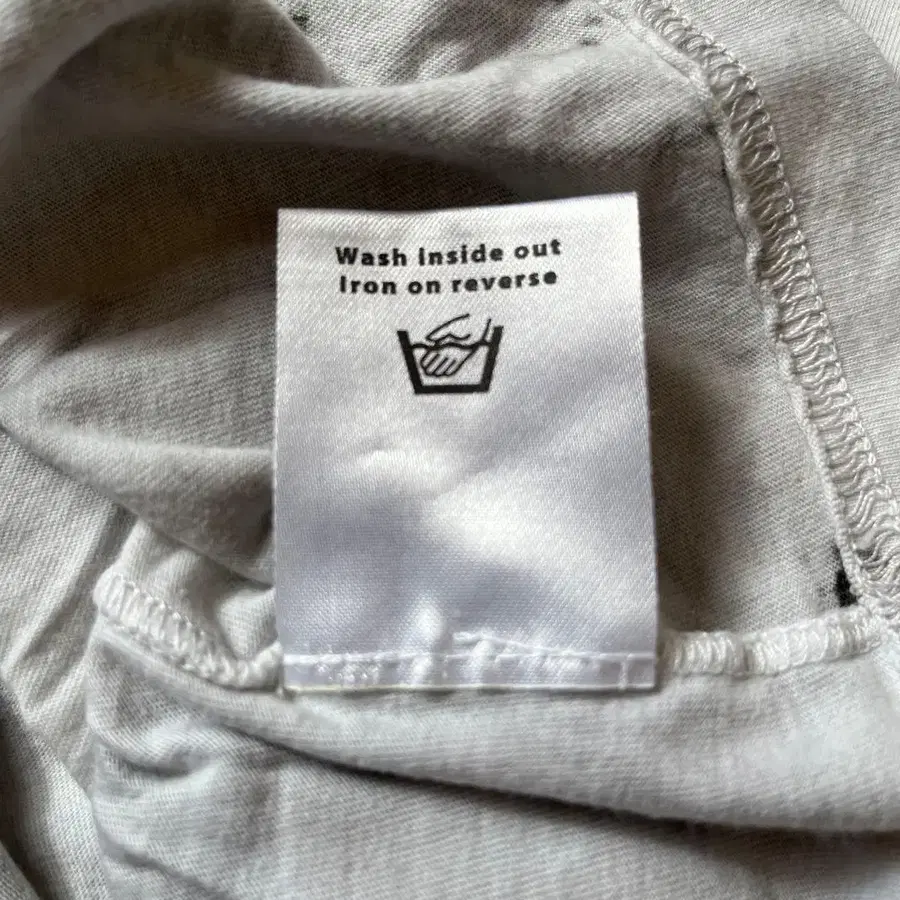 Wash inside out
Iron on reverse